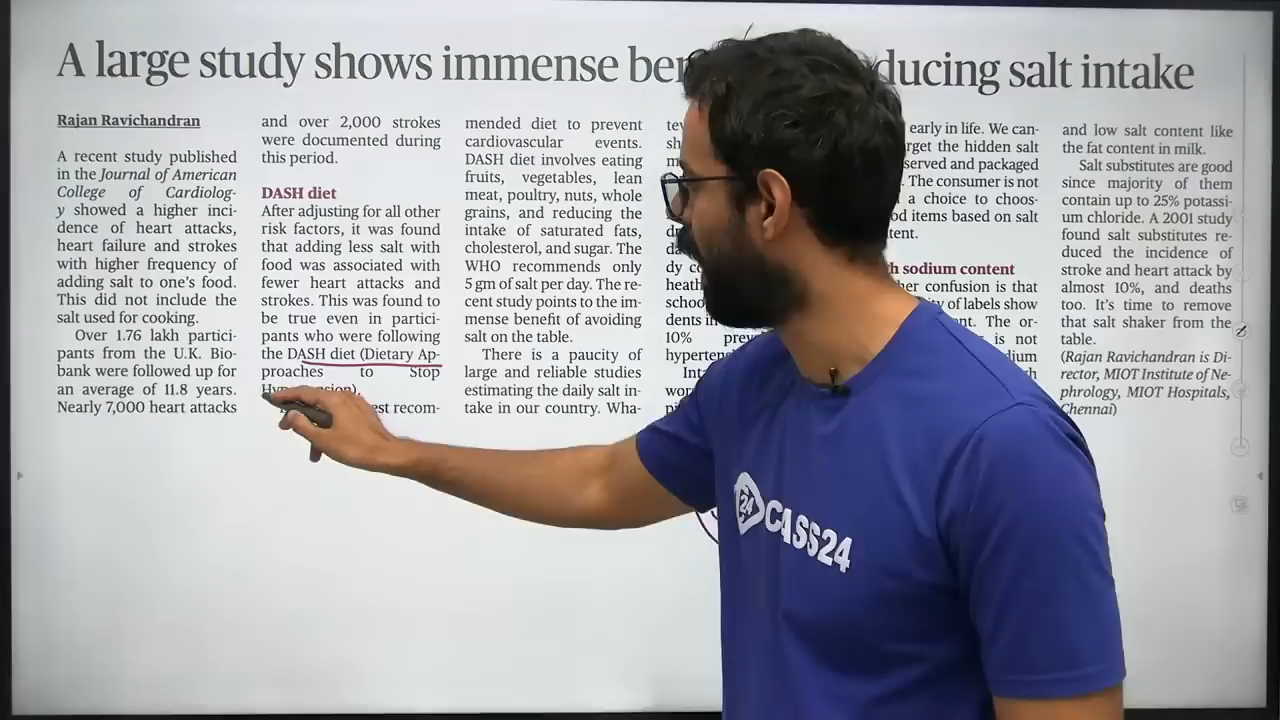 A large study shows immense ducing salt intake
Rajan Ravichandran
A recent study published
in the Journal of American
College of Cardiolog-
y showed a higher inci-
dence of heart attacks,
heart failure and strokes
with higher frequency of
adding salt to one's food.
This did not include the
salt used for cooking.
Over 1.76 lakh partici-
pants from the U.K. Bio-
bank were followed up for
an average of 11.8 years.
Nearly 7,000 heart attacks
and over 2,000 strokes
were documented during
this period.
DASH diet
After adjusting for all other
risk factors, it was found
that adding less salt with
food was associated with
fewer heart attacks and
strokes. This was found to
be true even in partici-
pants who were following
the DASH diet (Dietary Ap-
proaches to Stop
est recom-
mended diet to prevent
cardiovascular events.
DASH diet involves eating
fruits, vegetables, lean
meat, poultry, nuts, whole
grains, and reducing the
intake of saturated fats,
cholesterol, and sugar. The
WHO recommends only
5 gm of salt per day. The re-
cent study points to the im-
mense benefit of avoiding
salt on the table.
There is a paucity of
large and reliable studies
estimating the daily salt in-
take in our country. Wha-
dy
heath
schoo
dents in
10% prev
hypertens
early in life. We can-
rget the hidden salt
served and packaged
. The consumer is not
a choice to choos-
od items based on salt
tent.
h sodium content
her confusion is that
ity of labels show
nt. The or-
is not
dium
and low salt content like
the fat content in milk.
Salt substitutes are good
since majority of them
contain up to 25% potassi-
um chloride. A 2001 study
found salt substitutes re-
duced the incidence of
stroke and heart attack by
almost 10%, and deaths
too. It's time to remove
that salt shaker from the
table.
(Rajan Ravichandran is Di-
rector, MIOT Institute of Ne-
phrology, MIOT Hospitals,
Chennai)
24 CASS24